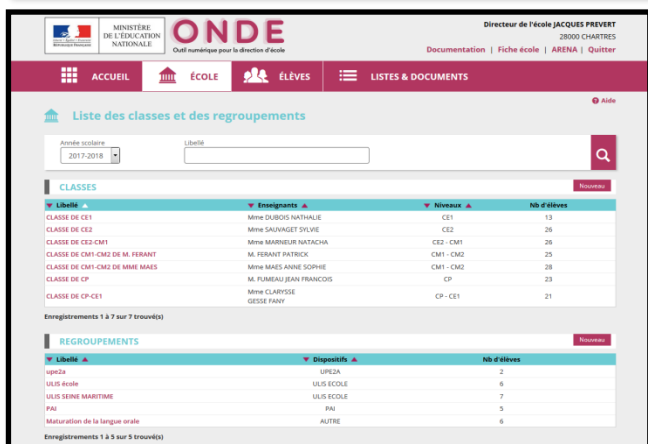 MINISTÈRE
DE L'ÉDUCATION
NATIONALE
ONDE
Outil numérique pour la direction d'école
Directeur de l'école JACQUES PREVERT
28000 CHARTRES
Documentation | Fiche école | ARENA | Quitter
ACCUEIL ÉCOLE ÉLÈVES LISTES & DOCUMENTS
Aide
Liste des classes et des regroupements
Année scolaire Libellé
2017-2018
CLASSES Nouveau
Libellé Enseignants Niveaux Nb d'élèves
CLASSE DE CE1 Mme DUBOIS NATHALIE CE1 13
CLASSE DE CE2 Mme SAUVAGET SYLVIE CE2 26
CLASSE DE CE2-CM1 Mme MARNEUR NATACHA CE2 - CM1 26
CLASSE DE CM1-CM2 DE M. FERANT M. FERANT PATRICK CM1 - CM2 25
CLASSE DE CM1-CM2 DE MME MAES Mme MAES ANNE SOPHIE CM1 - CM2 28
CLASSE DE CP M. FUMEAU JEAN FRANCOIS CP 23
CLASSE DE CP-CE1 Mme CLARYSSE GESSE FANY CP - CE1 21
Enregistrements 1 à 7 sur 7 trouvé(s)
REGROUPEMENTS Nouveau
Libellé Dispositifs Nb d'élèves
upe2a UPE2A 2
ULIS école ULIS ECOLE 6
ULIS SEINE MARITIME ULIS ECOLE 7
PAI PAI 5
Maturation de la langue orale AUTRE 6
Enregistrements 1 à 5 sur 5 trouvé(s)